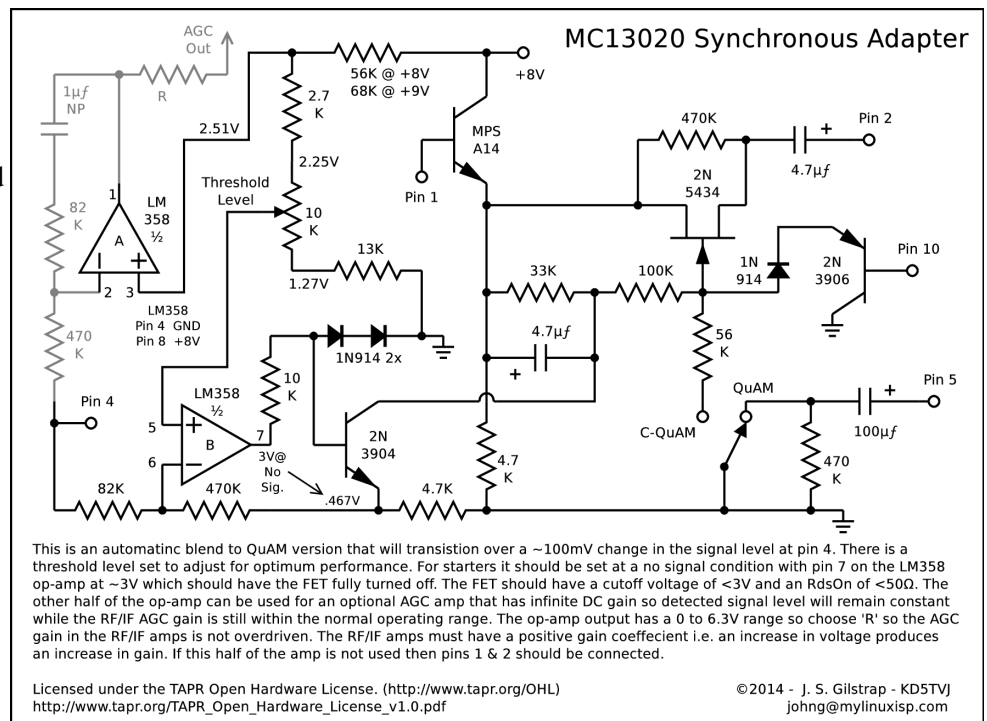 MC13020 Synchronous Adapter
AGC
Out
R
1µƒ
NP
82
K
470
K
LM
358
½
A
1
2
3
LM358
Pin 4 GND
Pin 8 +8V
2.51V
56K @ +8V
68K @ +9V
+8V
2.7
K
2.25V
Threshold
Level
10
K
1.27V
13K
MPS
A14
Pin 1
470K
Pin 2
4.7µƒ
+
2N
5434
1N
914
2N
3906
Pin 10
33K
100K
4.7µƒ
+
56
K
C-QuAM
QuAM
Pin 5
+
100µƒ
470
K
1N914 2x
10
K
LM358
½
B
5
6
7
3V@
No
Sig.
.467V
2N
3904
4.7
K
Pin 4
82K
470K
4.7K
This is an automatinc blend to QuAM version that will transistion over a ~100mV change in the signal level at pin 4. There is a
threshold level set to adjust for optimum performance. For starters it should be set at a no signal condition with pin 7 on the LM358
op-amp at ~3V which should have the FET fully turned off. The FET should have a cutoff voltage of <3V and an RdsOn of <50Ω. The
other half of the op-amp can be used for an optional AGC amp that has infinite DC gain so detected signal level will remain constant
while the RF/IF AGC gain is still within the normal operating range. The op-amp output has a 0 to 6.3V range so choose 'R' so the AGC
gain in the RF/IF amps is not overdriven. The RF/IF amps must have a positive gain coeffecient i.e. an increase in voltage produces
an increase in gain. If this half of the amp is not used then pins 1 & 2 should be connected.
Licensed under the TAPR Open Hardware License. (http://www.tapr.org/OHL)
http://www.tapr.org/TAPR_Open_Hardware_License_v1.0.pdf
©2014 - J. S. Gilstrap - KD5TVJ
johng@mylinuxisp.com